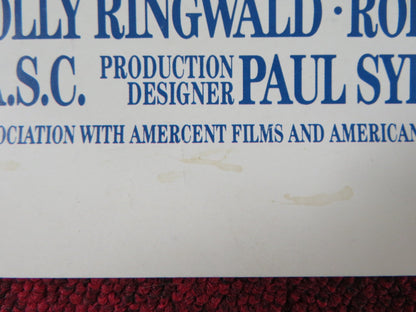 OLLY RINGWALD · RO
A.S.C. PRODUCTION DESIGNER PAUL SY
OCIATION WITH AMERCENT FILMS AND AMERICAN